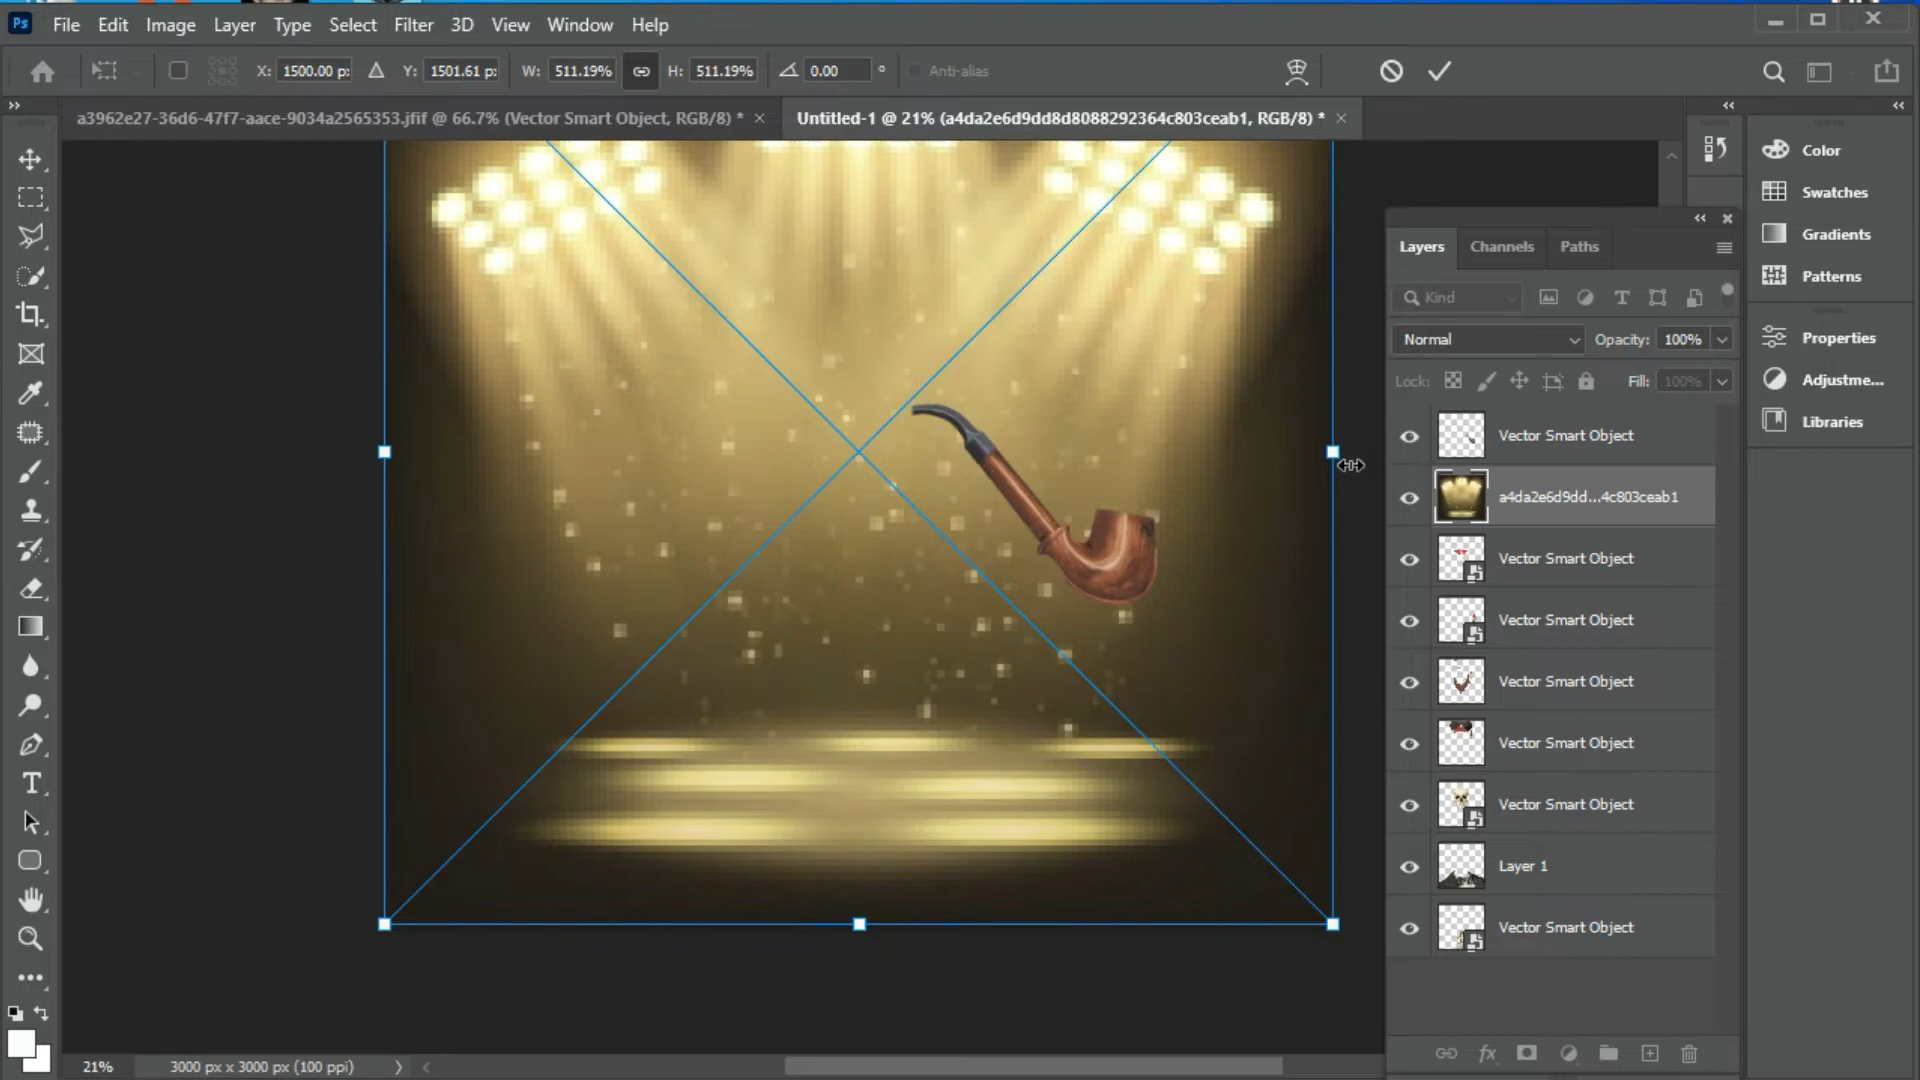 Ps File Edit Image Layer Type Select Filter 3D View Window Help
X: 1500.00 p: Y: 1501.61 p: W: 511.19% H: 511.19% 0.00 ° Anti-alias
a3962e27-36d6-47f7-aace-9034a2565353.jfif @ 66.7% (Vector Smart Object, RGB/8) * Untitled-1 @ 21% (a4da2e6d9dd8d8088292364c803ceab1, RGB/8) *
Color
Swatches
Gradients
Patterns
Properties
Adjustme...
Libraries
Layers Channels Paths
Kind
Normal Opacity: 100%
Lock: Fill: 100%
Vector Smart Object
a4da2e6d9dd...4c803ceab1
Vector Smart Object
Vector Smart Object
Vector Smart Object
Vector Smart Object
Vector Smart Object
Layer 1
Vector Smart Object
fx
21% 3000 px x 3000 px (100 ppi)